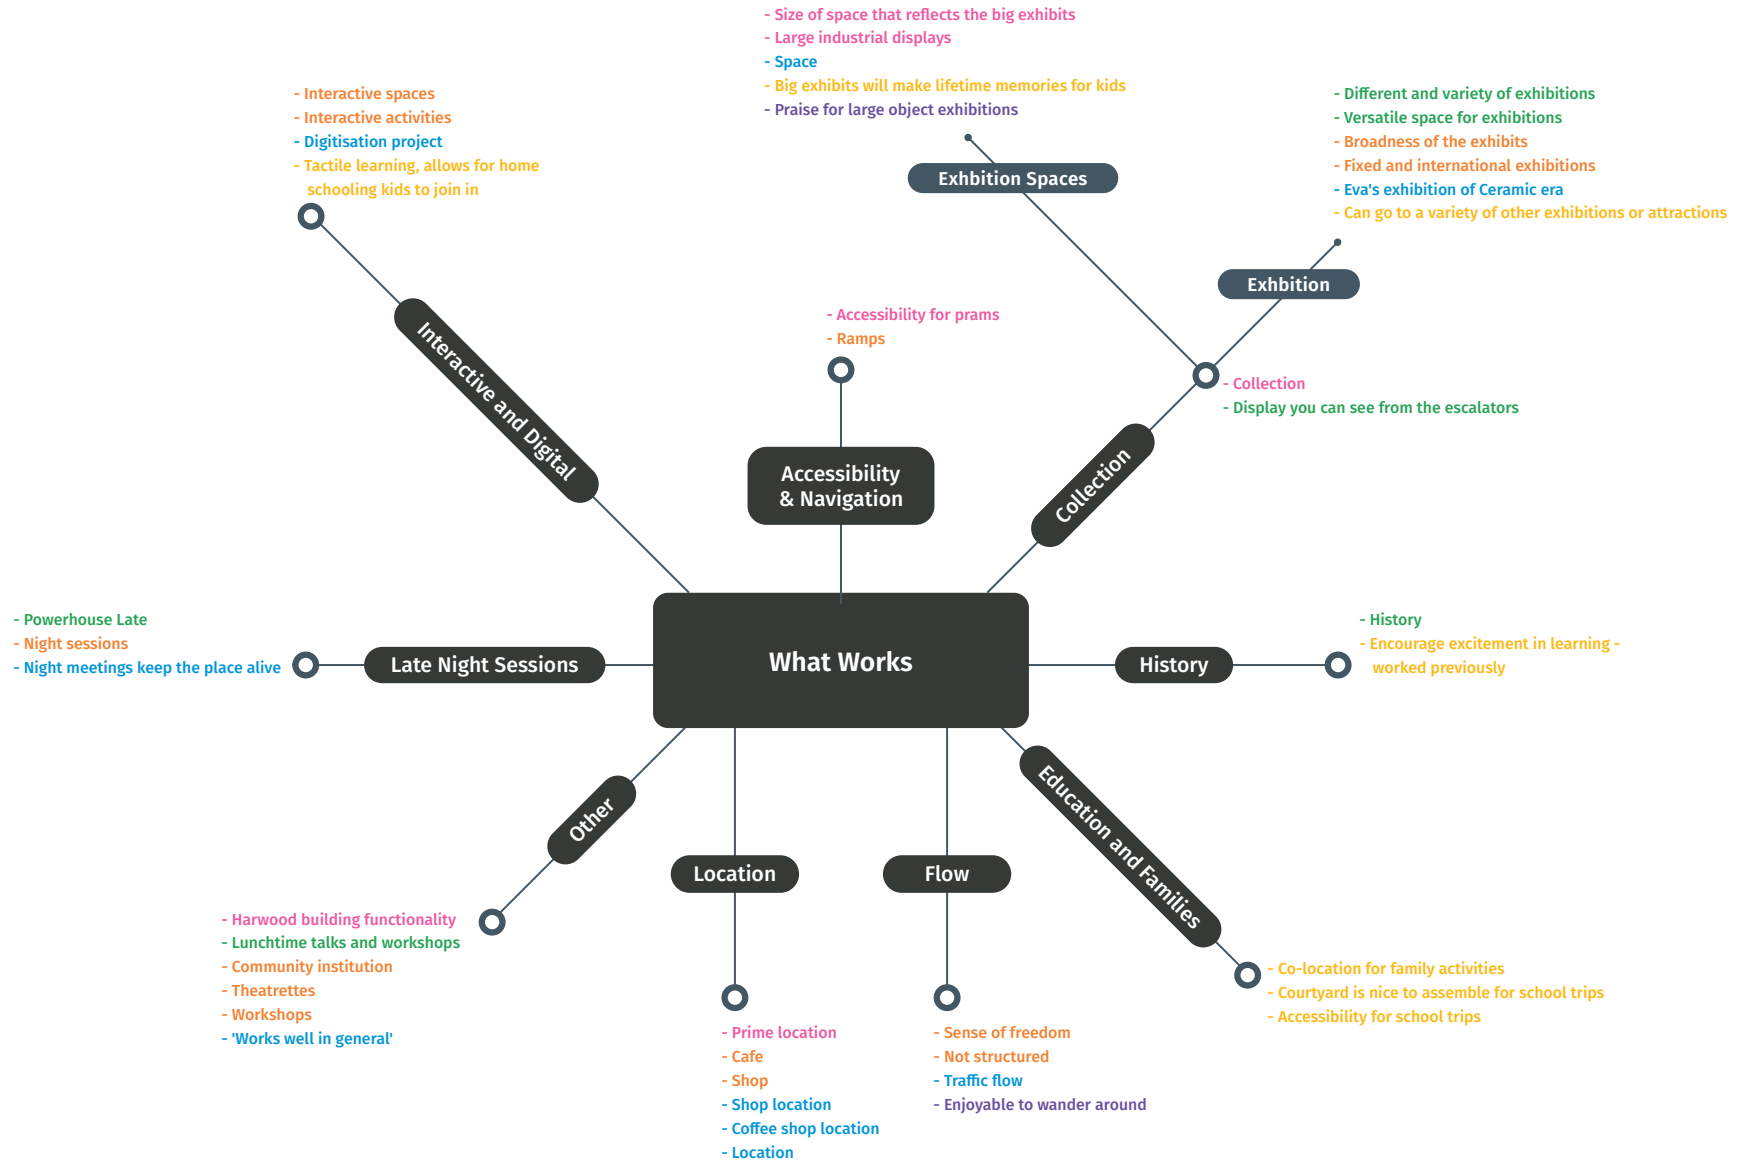 - Size of space that reflects the big exhibits
- Large industrial displays
- Space
- Big exhibits will make lifetime memories for kids
- Praise for large object exhibitions
Exhbition Spaces
- Different and variety of exhibitions
- Versatile space for exhibitions
- Broadness of the exhibits
- Fixed and international exhibitions
- Eva's exhibition of Ceramic era
- Can go to a variety of other exhibitions or attractions
Exhbition
- Interactive spaces
- Interactive activities
- Digitisation project
- Tactile learning, allows for home
schooling kids to join in
Interactive and Digital
- Accessibility for prams
- Ramps
Accessibility
& Navigation
- Collection
- Display you can see from the escalators
Collection
- Powerhouse Late
- Night sessions
- Night meetings keep the place alive
Late Night Sessions
What Works
History
- History
- Encourage excitement in learning -
worked previously
Other
- Harwood building functionality
- Lunchtime talks and workshops
- Community institution
- Theatrettes
- Workshops
- 'Works well in general'
Location
- Prime location
- Cafe
- Shop
- Shop location
- Coffee shop location
- Location
Flow
- Sense of freedom
- Not structured
- Traffic flow
- Enjoyable to wander around
Education and Families
- Co-location for family activities
- Courtyard is nice to assemble for school trips
- Accessibility for school trips